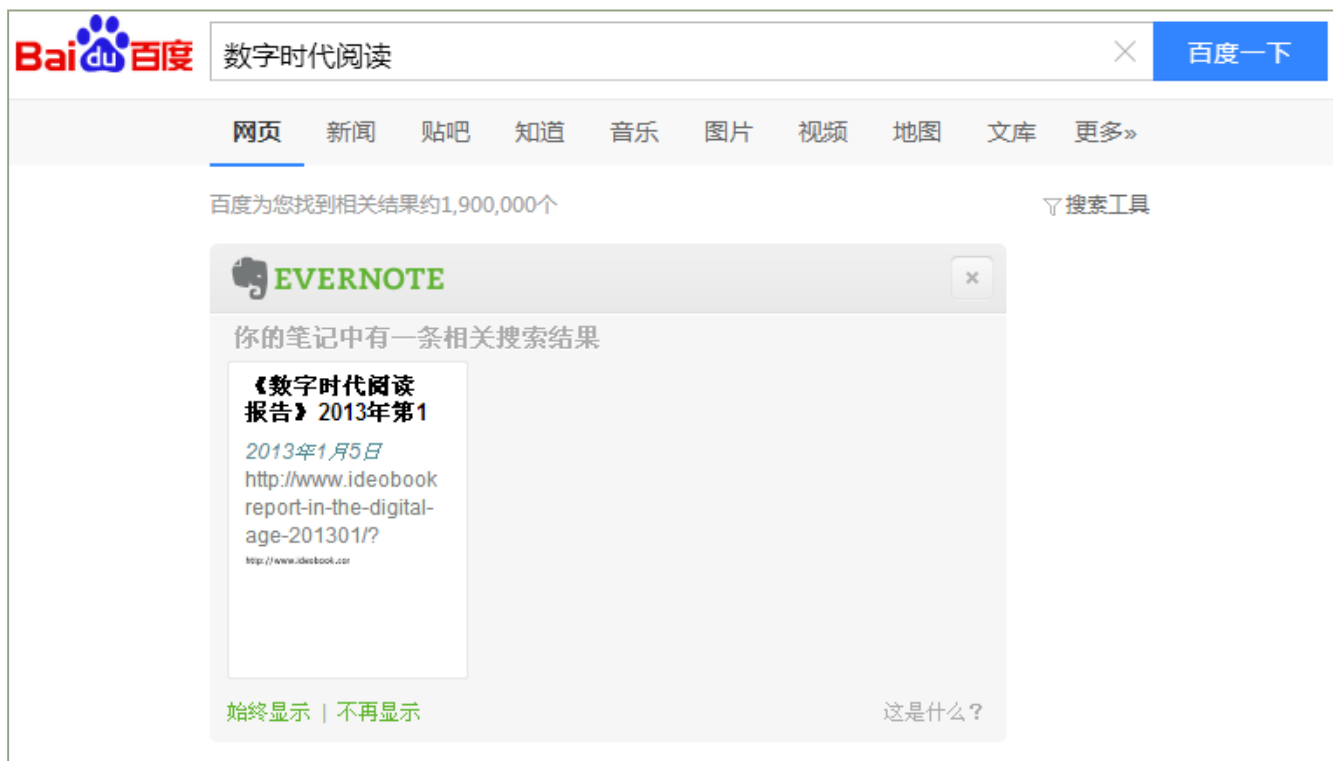 Bai du 百度 数字时代阅读 百度一下
网页 新闻 贴吧 知道 音乐 图片 视频 地图 文库 更多»
百度为您找到相关结果约1,900,000个 搜索工具
EVERNOTE
你的笔记中有一条相关搜索结果
《数字时代阅读
报告》2013年第1
2013年1月5日
http://www.ideobook
report-in-the-digital-
age-201301/?
http://www.ideobook.cor
始终显示 | 不再显示 这是什么?